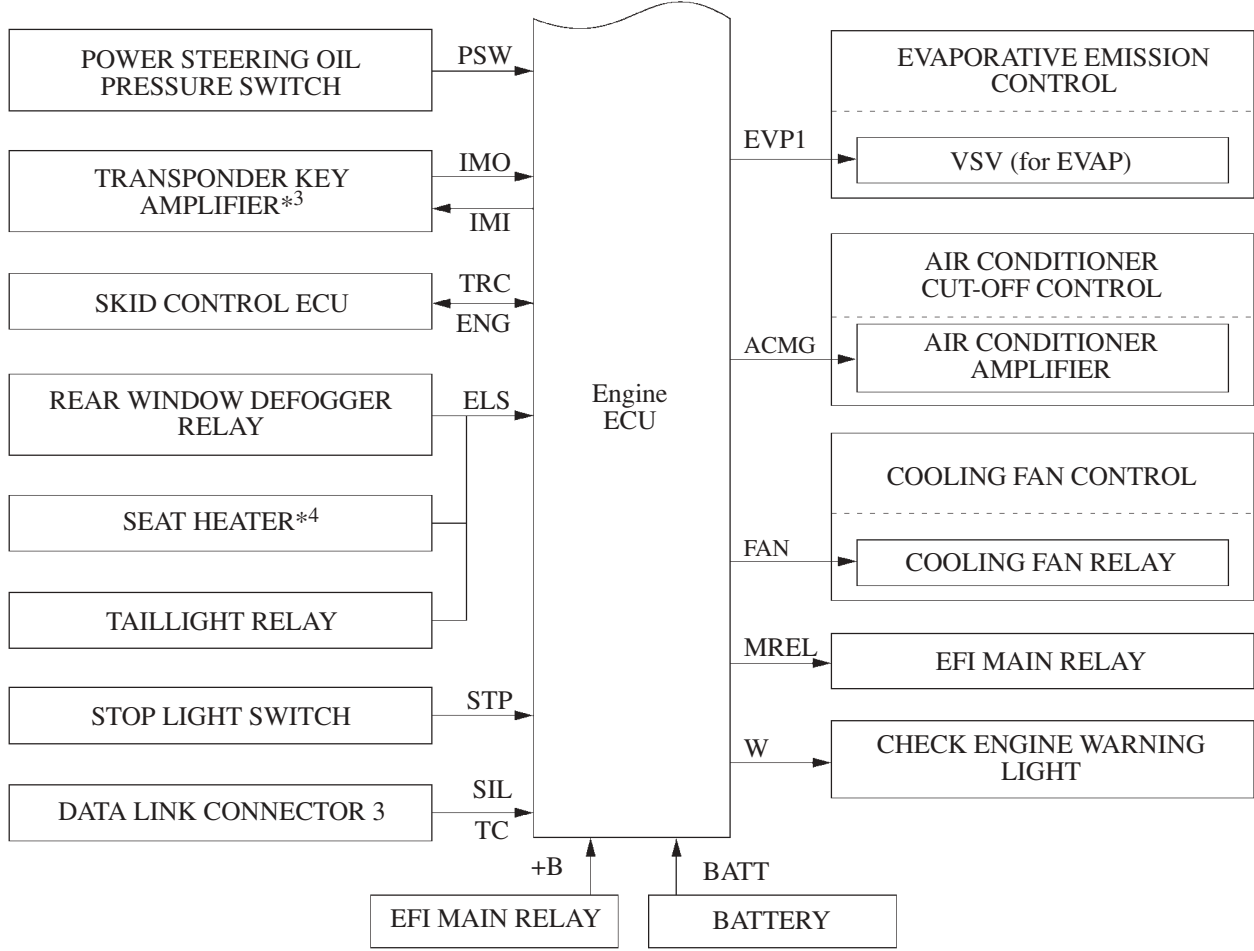 POWER STEERING OIL
PRESSURE SWITCH
PSW
TRANSPONDER KEY
AMPLIFIER*3
IMO
IMI
SKID CONTROL ECU
TRC
ENG
REAR WINDOW DEFOGGER
RELAY
ELS
SEAT HEATER*4
TAILLIGHT RELAY
STOP LIGHT SWITCH
STP
DATA LINK CONNECTOR 3
SIL
TC
Engine
ECU
EVP1
EVAPORATIVE EMISSION
CONTROL
VSV (for EVAP)
ACMG
AIR CONDITIONER
CUT-OFF CONTROL
AIR CONDITIONER
AMPLIFIER
FAN
COOLING FAN CONTROL
COOLING FAN RELAY
MREL
EFI MAIN RELAY
W
CHECK ENGINE WARNING
LIGHT
+B
EFI MAIN RELAY
BATT
BATTERY